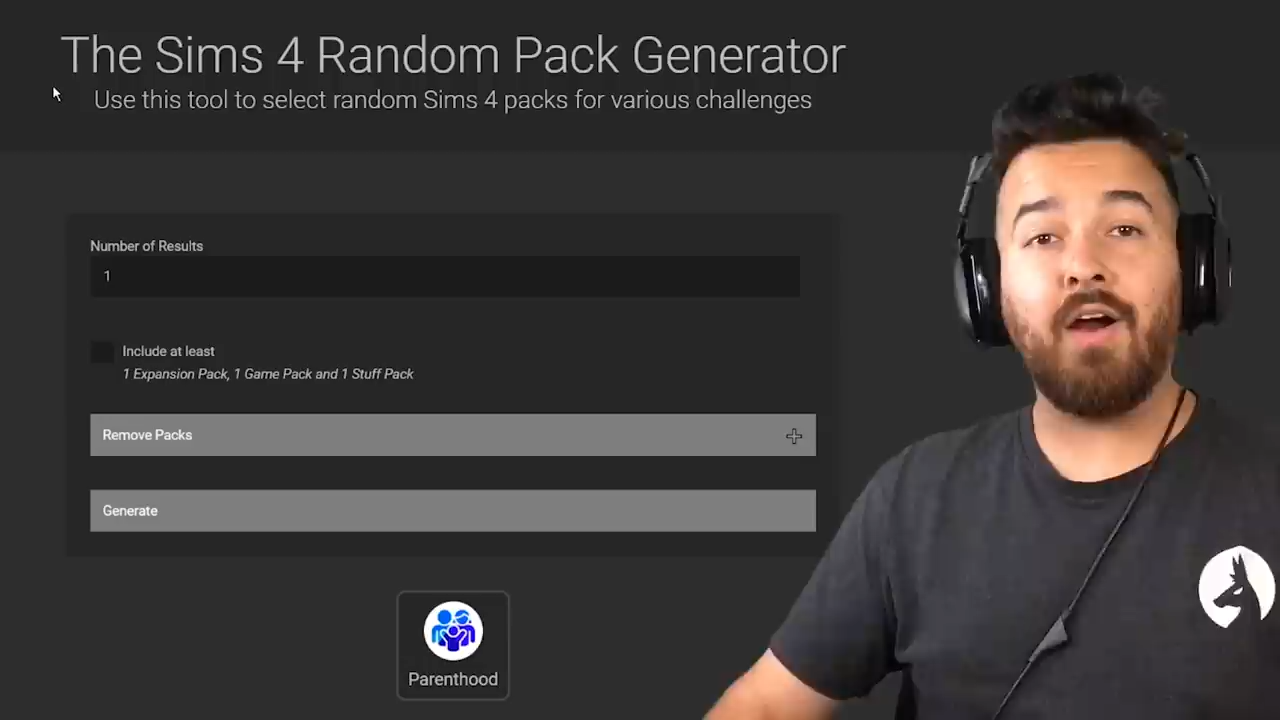 The Sims 4 Random Pack Generator
Use this tool to select random Sims 4 packs for various challenges
Number of Results
1
Include at least
1 Expansion Pack, 1 Game Pack and 1 Stuff Pack
Remove Packs
Generate
Parenthood